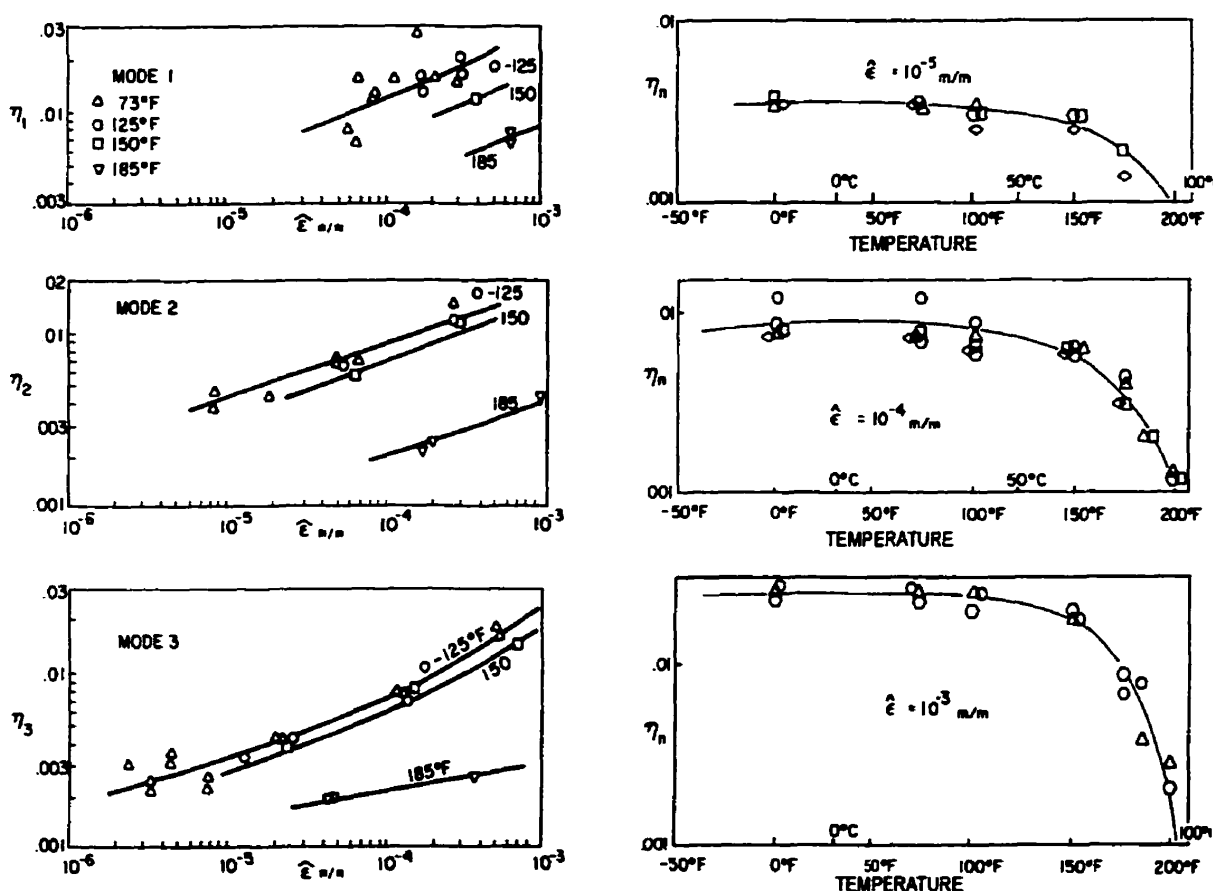 .03
MODE 1
△ 73°F
○ 125°F
□ 150°F
▽ 185°F
η₁
.01
.003
-125
150
185
10⁻⁶
10⁻⁵
10⁻⁴
10⁻³
ε̂ m/m
.01
ηₙ
ε̂ = 10⁻⁵ m/m
.001
0°C
50°C
100°
-50°F
0°F
50°F
100°F
150°F
200°F
TEMPERATURE
02
MODE 2
.01
η₂
.003
.001
-125
150
185
10⁻⁶
10⁻⁵
10⁻⁴
10⁻³
ε̂ m/m
.01
ηₙ
ε̂ = 10⁻⁴ m/m
.001
0°C
50°C
-50°F
0°F
50°F
100°F
150°F
200°F
TEMPERATURE
.03
MODE 3
.01
η₃
.003
.001
-125°F
150
185°F
10⁻⁶
10⁻⁵
10⁻⁴
10⁻³
ε̂ m/m
.01
ηₙ
ε̂ = 10⁻³ m/m
.001
0°C
-50°F
0°F
50°F
100°F
150°F
200°F
TEMPERATURE